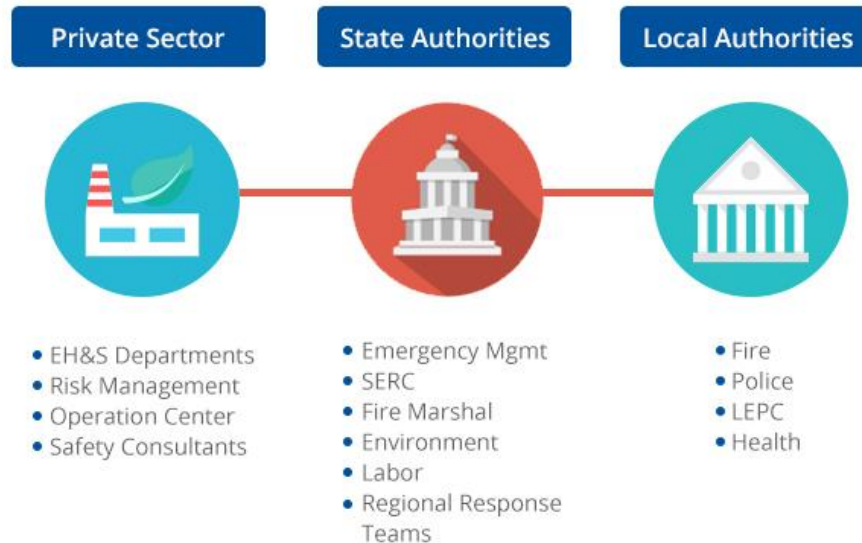 Private Sector
State Authorities
Local Authorities
• EH&S Departments
• Risk Management
• Operation Center
• Safety Consultants
• Emergency Mgmt
• SERC
• Fire Marshal
• Environment
• Labor
• Regional Response
Teams
• Fire
• Police
• LEPC
• Health